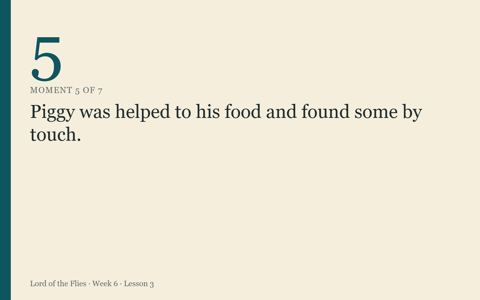 5
MOMENT 5 OF 7
Piggy was helped to his food and found some by
touch.
Lord of the Flies · Week 6 · Lesson 3